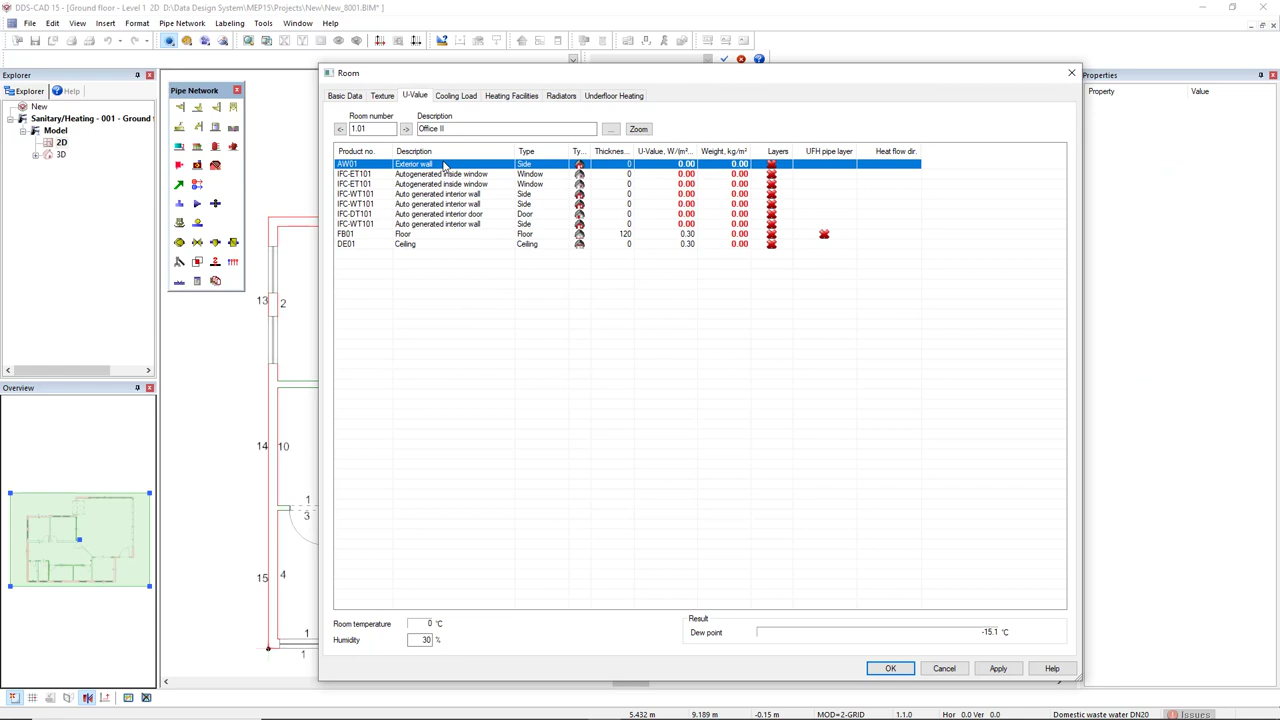 DDS-CAD 15 - [Ground floor - Level 1  2D  D:\Data Design System\MEP15\Projects\New\New_8001.BIM* ]
File Edit View Insert Format Pipe Network Labeling Tools Window Help
Explorer
Explorer Help
New
Sanitary/Heating - 001 - Ground f
Model
2D
3D
Pipe Network
Overview
13 2
14 10
1
3
15 4
1
1
Room
Basic Data Texture U-Value Cooling Load Heating Facilities Radiators Underfloor Heating
Room number Description
<- 1.01 -> Office II ... Zoom
Product no. Description Type Ty... Thicknes... U-Value, W/(m²... Weight, kg/m² Layers UFH pipe layer Heat flow dir.
AW01 Exterior wall Side 0 0.00 0.00
IFC-ET101 Autogenerated inside window Window 0 0.00 0.00
IFC-ET101 Autogenerated inside window Window 0 0.00 0.00
IFC-WT101 Auto generated interior wall Side 0 0.00 0.00
IFC-WT101 Auto generated interior wall Side 0 0.00 0.00
IFC-DT101 Auto generated interior door Door 0 0.00 0.00
IFC-WT101 Auto generated interior wall Side 0 0.00 0.00
FB01 Floor Floor 120 0.30 0.00
DE01 Ceiling Ceiling 0 0.30 0.00
Room temperature 0 °C
Humidity 30 %
Result
Dew point -15.1 °C
OK Cancel Apply Help
Properties
Property Value
5.432 m 9.189 m -0.15 m MOD=2-GRID 1.1.0 Hor 0.0 Ver 0.0 Domestic waste water DN20 Issues